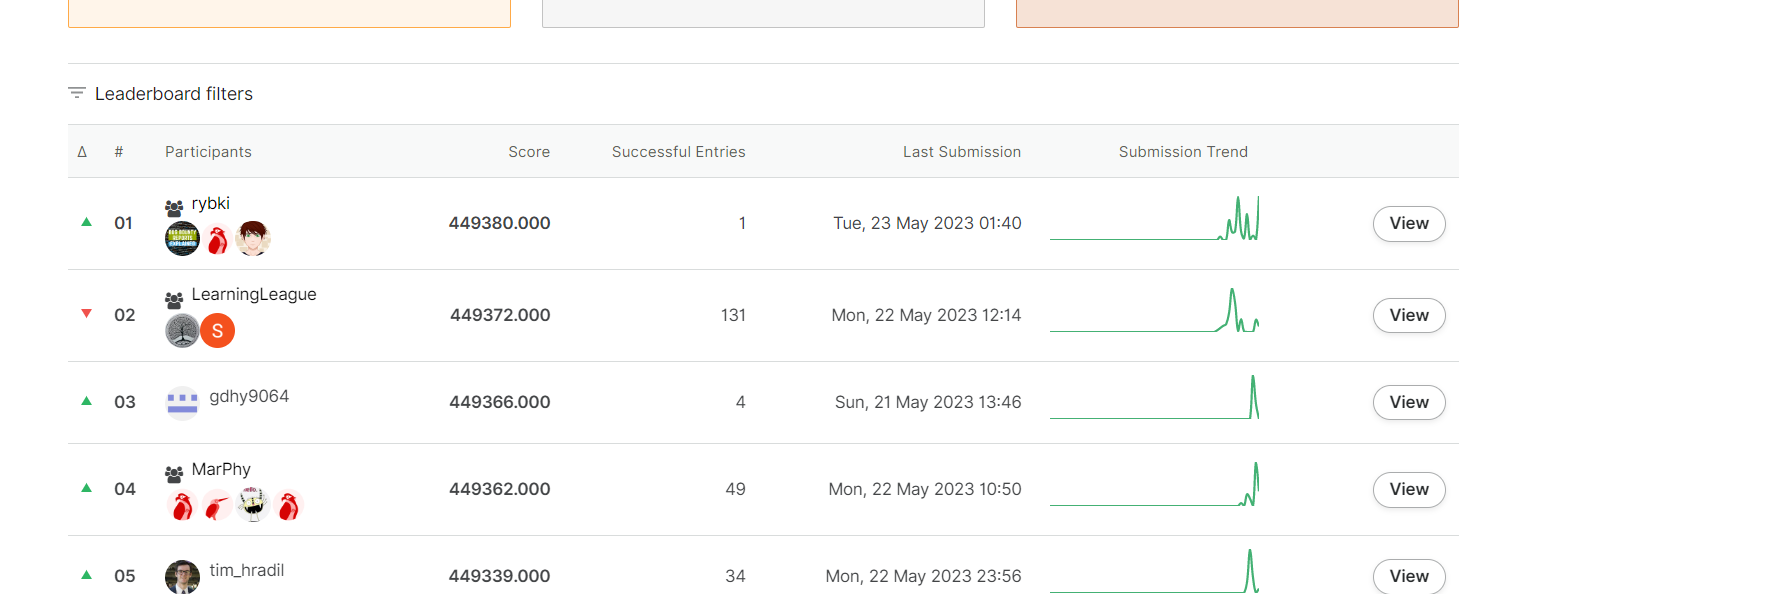 Leaderboard filters
Δ # Participants Score Successful Entries Last Submission Submission Trend
01 rybki 449380.000 1 Tue, 23 May 2023 01:40 View
02 LearningLeague 449372.000 131 Mon, 22 May 2023 12:14 View
S
03 gdhy9064 449366.000 4 Sun, 21 May 2023 13:46 View
04 MarPhy 449362.000 49 Mon, 22 May 2023 10:50 View
05 tim_hradil 449339.000 34 Mon, 22 May 2023 23:56 View